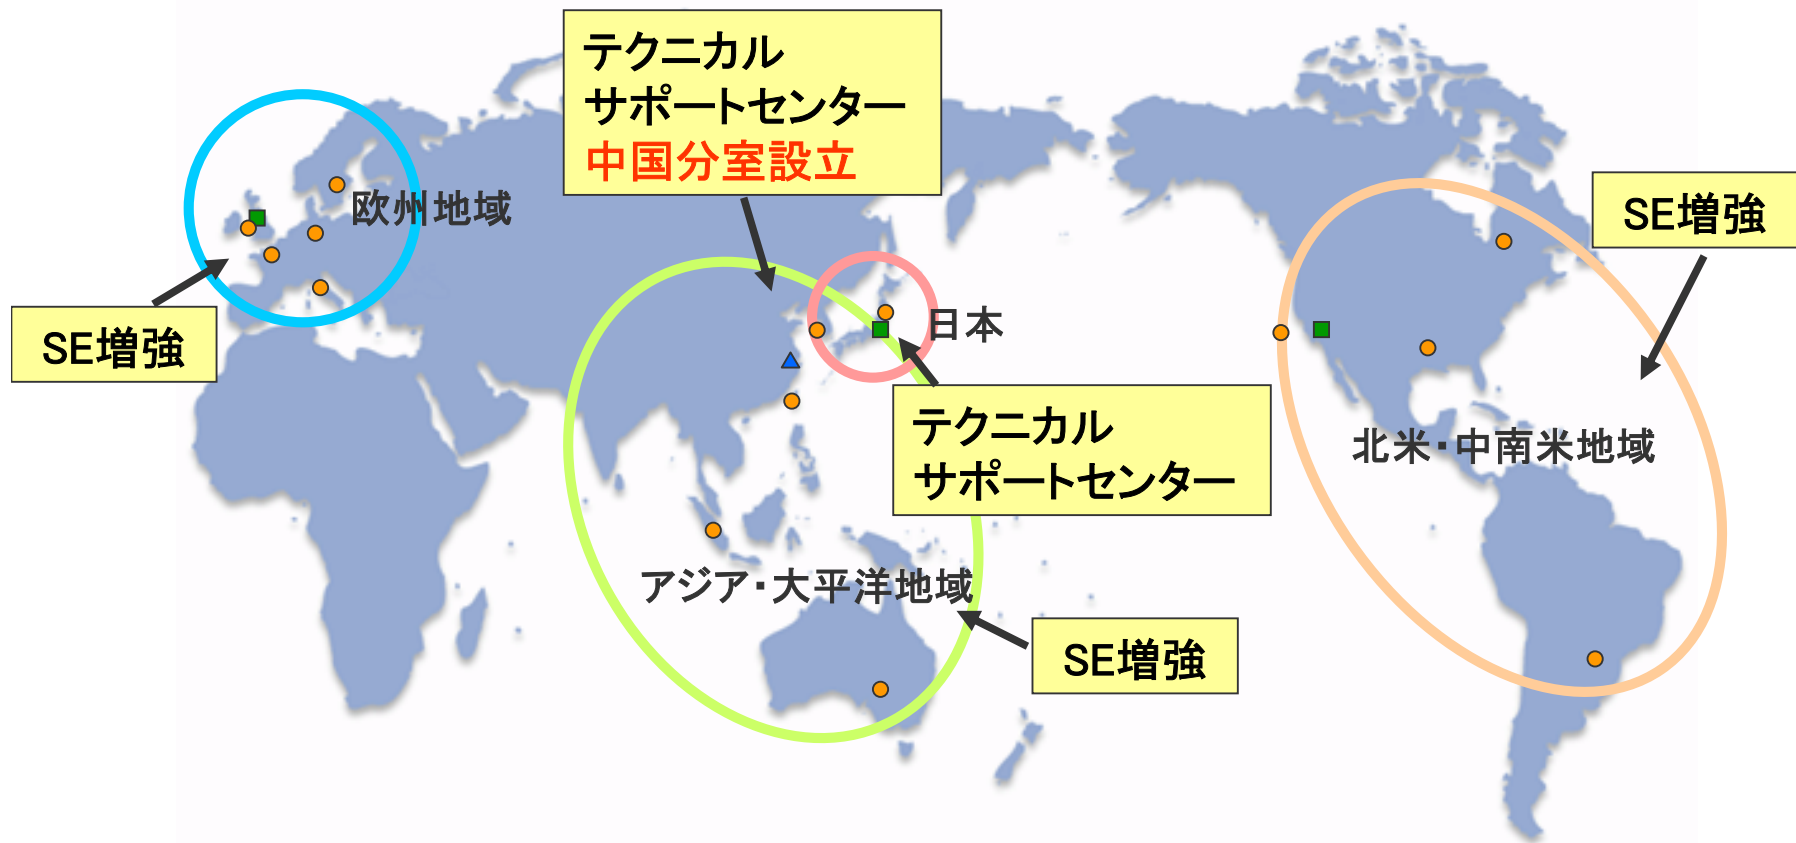 テクニカル
サポートセンター
中国分室設立
SE増強
欧州地域
SE増強
日本
テクニカル
サポートセンター
北米・中南米地域
アジア・大平洋地域
SE増強